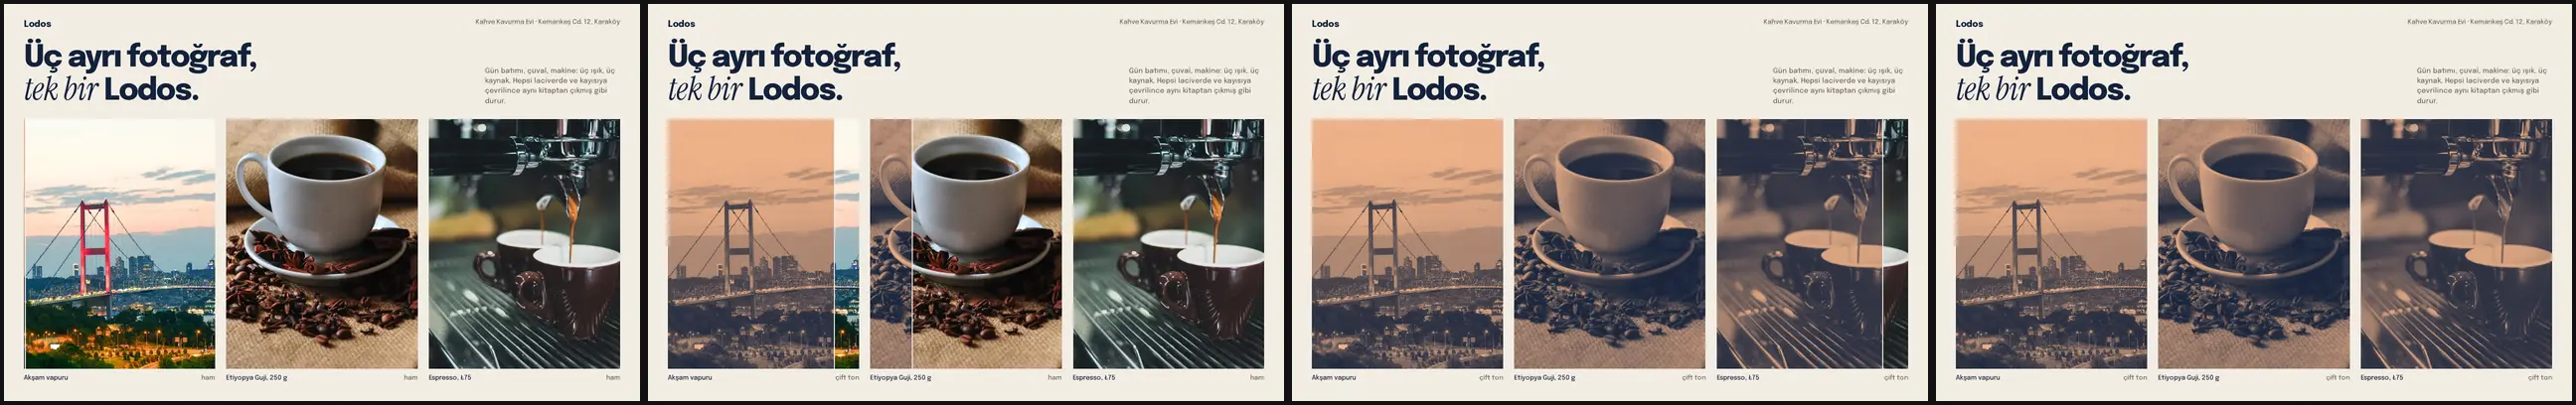 Lodos
Kahve Kavurma Evi · Kemankeş Cd. 12, Karaköy
Üç ayrı fotoğraf,
tek bir Lodos.
Gün batımı, çuval, makine: üç ışık, üç
kaynak. Hepsi laciverde ve kayısıya
çevrilince aynı kitaptan çıkmış gibi
durur.
Akşam vapuru
ham
Etiyopya Guji, 250 g
ham
Espresso, ₺75
ham
Lodos
Kahve Kavurma Evi · Kemankeş Cd. 12, Karaköy
Üç ayrı fotoğraf,
tek bir Lodos.
Gün batımı, çuval, makine: üç ışık, üç
kaynak. Hepsi laciverde ve kayısıya
çevrilince aynı kitaptan çıkmış gibi
durur.
Akşam vapuru
çift ton
Etiyopya Guji, 250 g
ham
Espresso, ₺75
ham
Lodos
Kahve Kavurma Evi · Kemankeş Cd. 12, Karaköy
Üç ayrı fotoğraf,
tek bir Lodos.
Gün batımı, çuval, makine: üç ışık, üç
kaynak. Hepsi laciverde ve kayısıya
çevrilince aynı kitaptan çıkmış gibi
durur.
Akşam vapuru
çift ton
Etiyopya Guji, 250 g
çift ton
Espresso, ₺75
çift ton
Lodos
Kahve Kavurma Evi · Kemankeş Cd. 12, Karaköy
Üç ayrı fotoğraf,
tek bir Lodos.
Gün batımı, çuval, makine: üç ışık, üç
kaynak. Hepsi laciverde ve kayısıya
çevrilince aynı kitaptan çıkmış gibi
durur.
Akşam vapuru
çift ton
Etiyopya Guji, 250 g
çift ton
Espresso, ₺75
çift ton